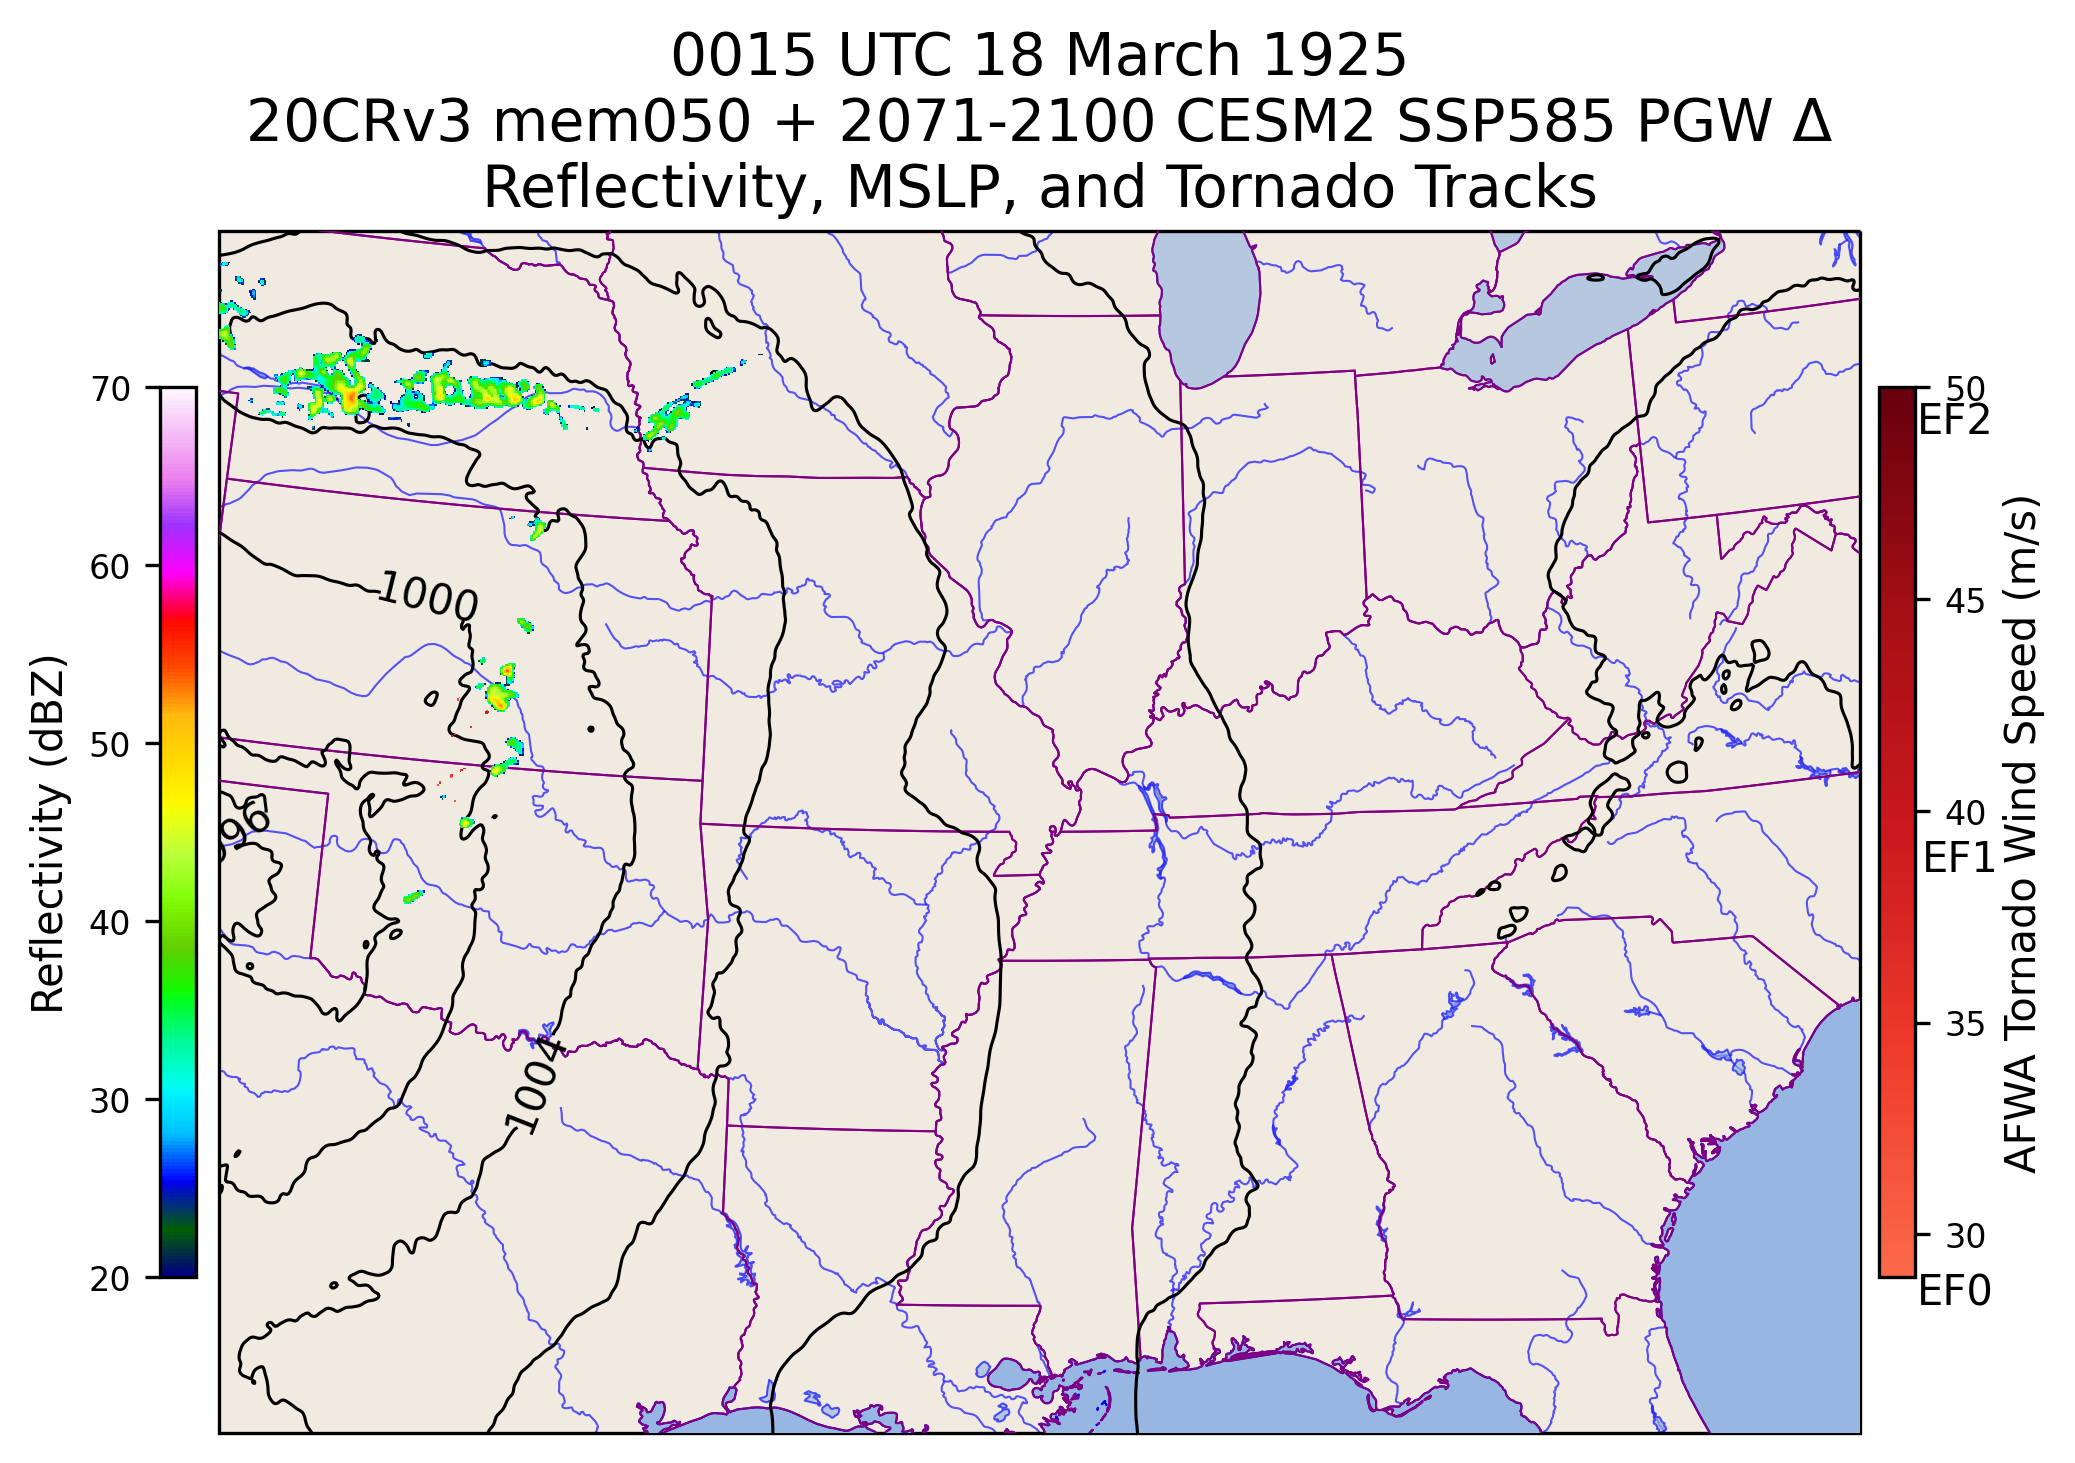 0015 UTC 18 March 1925
20CRv3 mem050 + 2071-2100 CESM2 SSP585 PGW Δ
Reflectivity, MSLP, and Tornado Tracks
70
60
50
40
30
20
Reflectivity (dBZ)
1000
96
1004
50
EF2
45
40
EF1
35
30
EF0
AFWA Tornado Wind Speed (m/s)